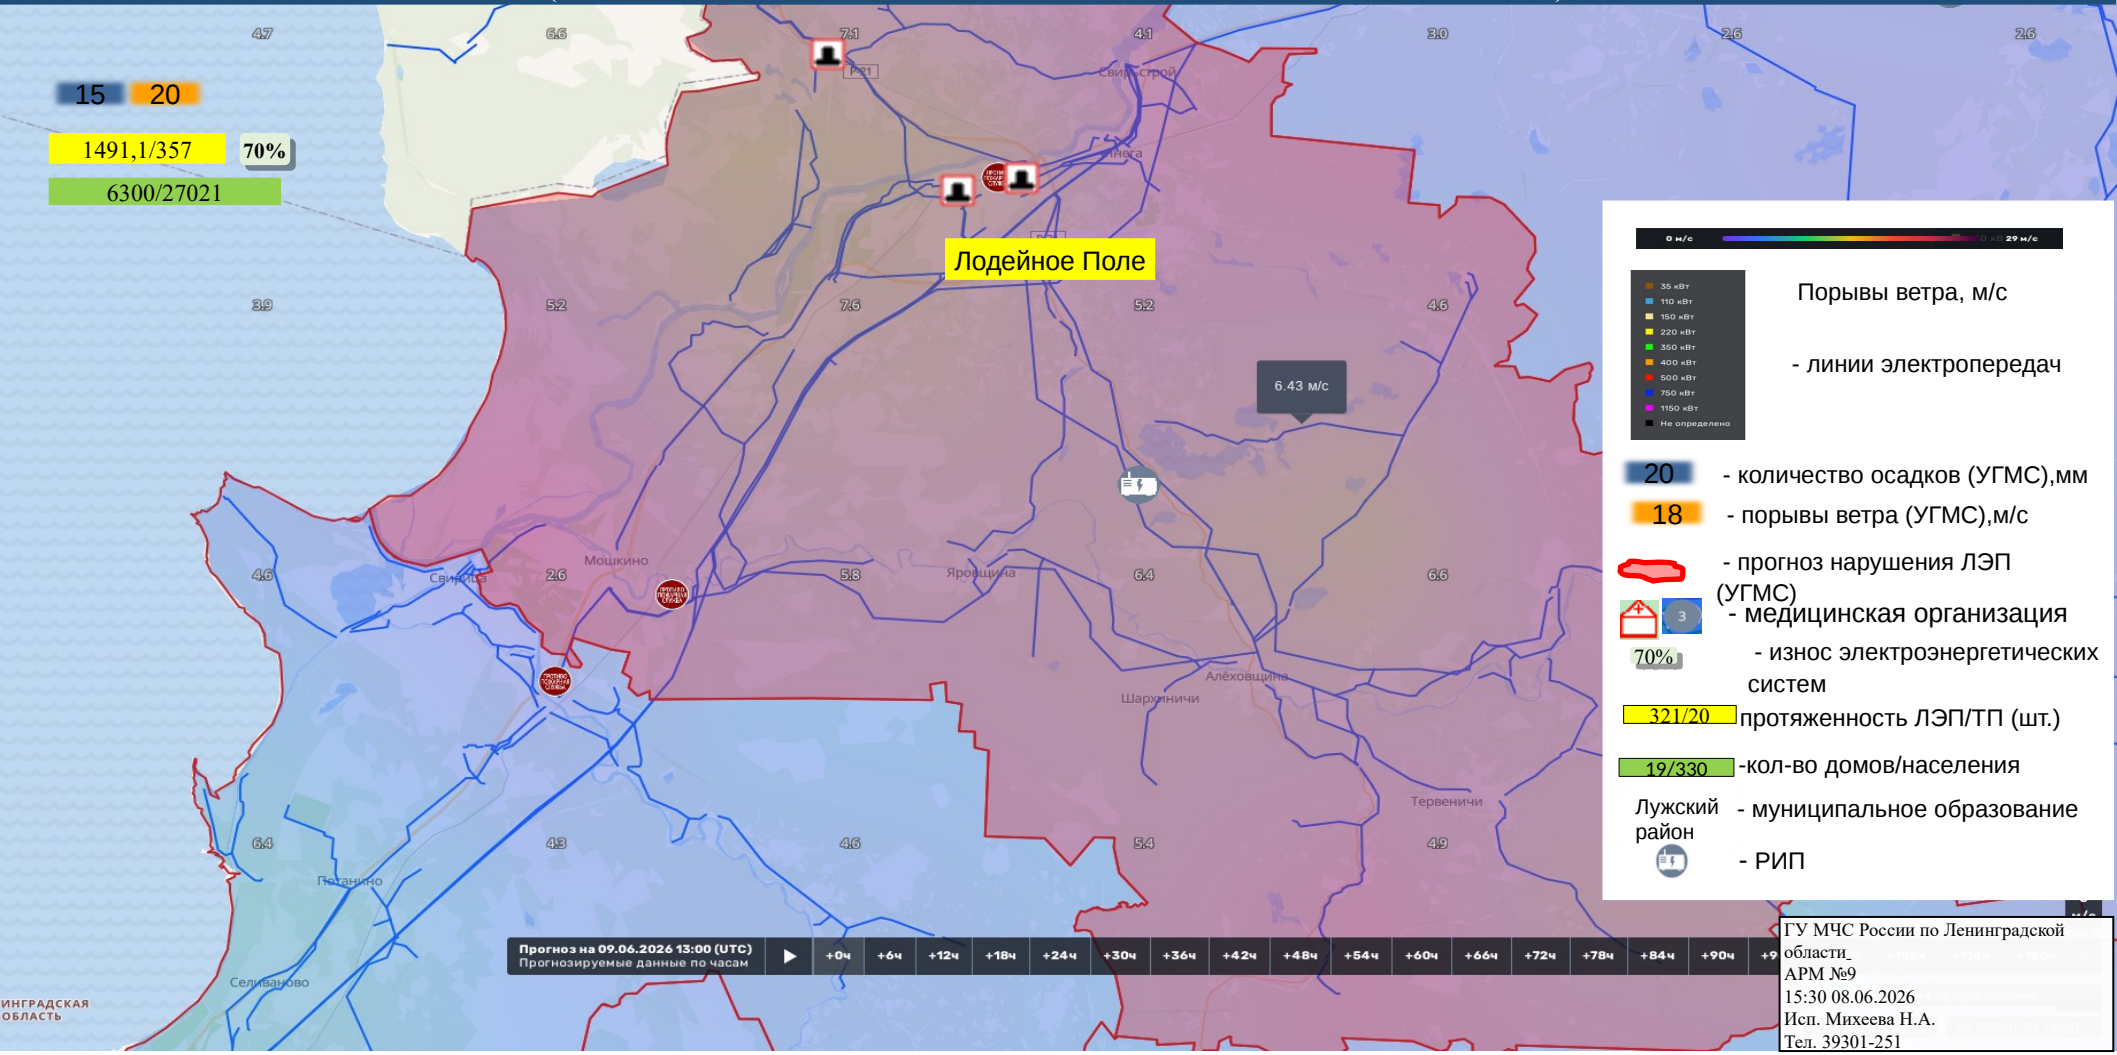 4.7
6.6
7.1
4.1
3.0
2.6
2.6
Р-21
Свирьстрой
15 20
1491,1/357 70%
6300/27021
Лодейное Поле
3.9
5.2
7.6
5.2
4.6
6.43 м/с
Мошкино
Свирица
Яровщина
4.6
2.6
5.8
6.4
6.6
Алёховщина
Шархиничи
Тервеничи
6.4
4.3
4.6
5.4
4.9
Потанино
Селиваново
ИНГРАДСКАЯ
ОБЛАСТЬ
Прогноз на 09.06.2026 13:00 (UTC)
Прогнозируемые данные по часам
+0ч +6ч +12ч +18ч +24ч +30ч +36ч +42ч +48ч +54ч +60ч +66ч +72ч +78ч +84ч +90ч +9
0 м/с 29 м/с
35 кВт
110 кВт
150 кВт
220 кВт
350 кВт
400 кВт
500 кВт
750 кВт
1150 кВт
Не определено
Порывы ветра, м/с
- линии электропередач
20 - количество осадков (УГМС),мм
18 - порывы ветра (УГМС),м/с
- прогноз нарушения ЛЭП
(УГМС)
3 - медицинская организация
70% - износ электроэнергетических
систем
321/20 протяженность ЛЭП/ТП (шт.)
19/330 -кол-во домов/населения
Лужский
район
- муниципальное образование
- РИП
ГУ МЧС России по Ленинградской
области_
АРМ №9
15:30 08.06.2026
Исп. Михеева Н.А.
Тел. 39301-251